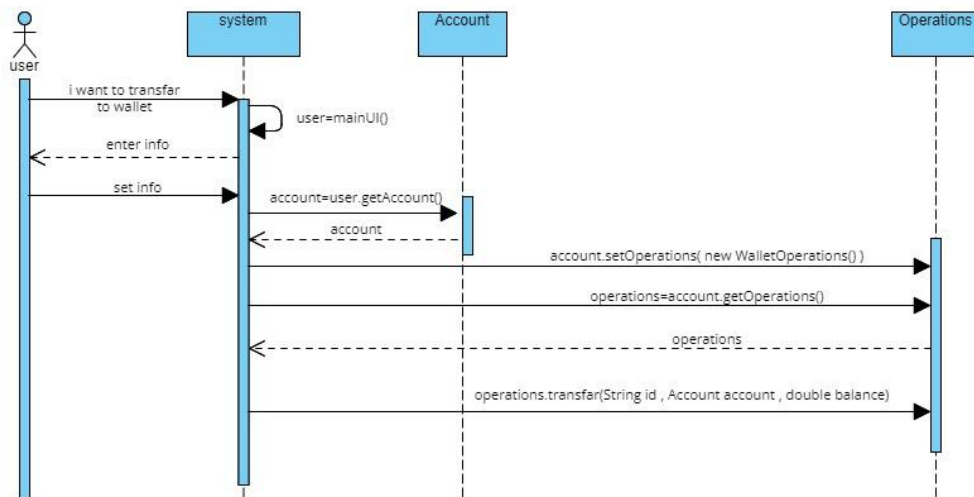 system
Account
Operations
user
i want to transfar
to wallet
user=mainUI()
enter info
set info
account=user.getAccount()
account
account.setOperations( new WalletOperations() )
operations=account.getOperations()
operations
operations.transfar(String id , Account account , double balance)